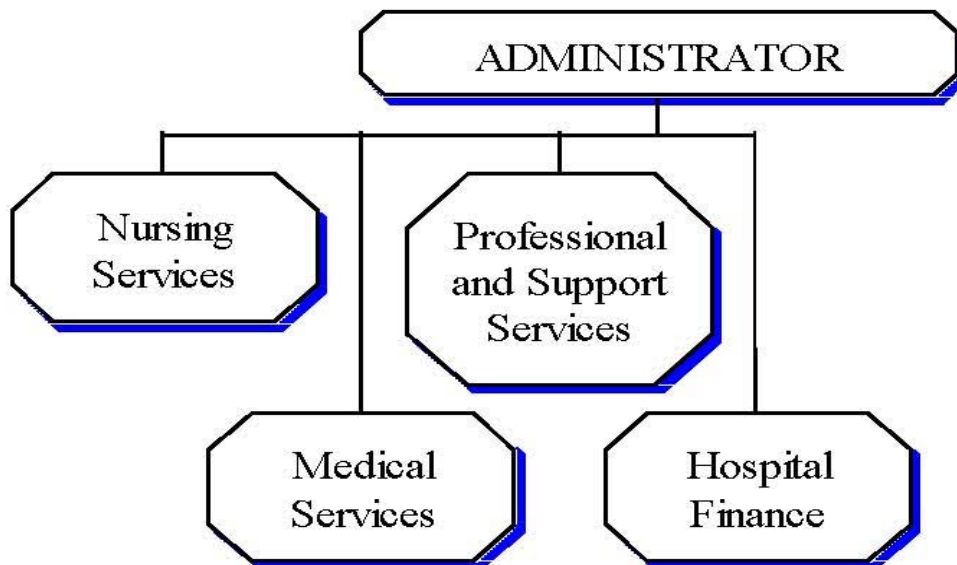 ADMINISTRATOR
Nursing
Services
Professional
and Support
Services
Medical
Services
Hospital
Finance